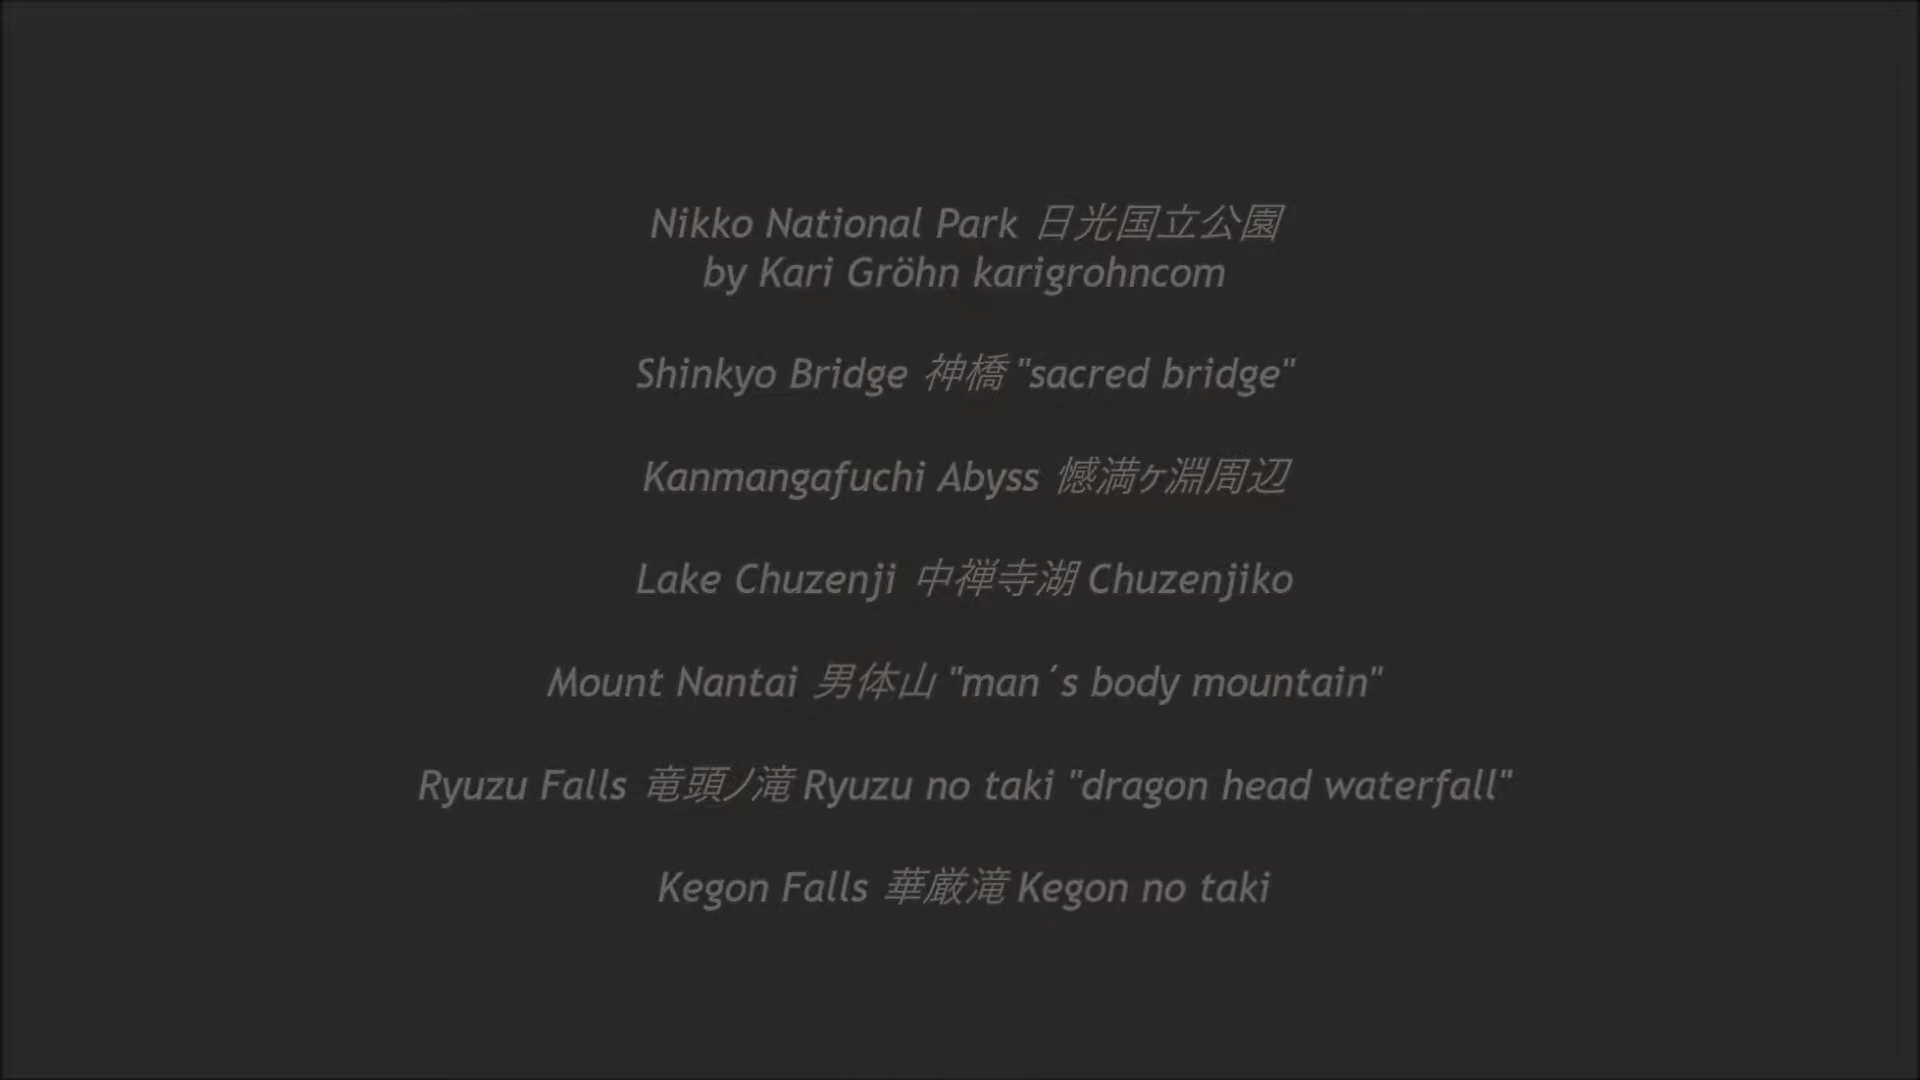 Nikko National Park 日光国立公園
by Kari Gröhn karigrohncom
Shinkyo Bridge 神橋 "sacred bridge"
Kanmangafuchi Abyss 憾満ヶ淵周辺
Lake Chuzenji 中禅寺湖 Chuzenjiko
Mount Nantai 男体山 "man´s body mountain"
Ryuzu Falls 竜頭ノ滝 Ryuzu no taki "dragon head waterfall"
Kegon Falls 華厳滝 Kegon no taki